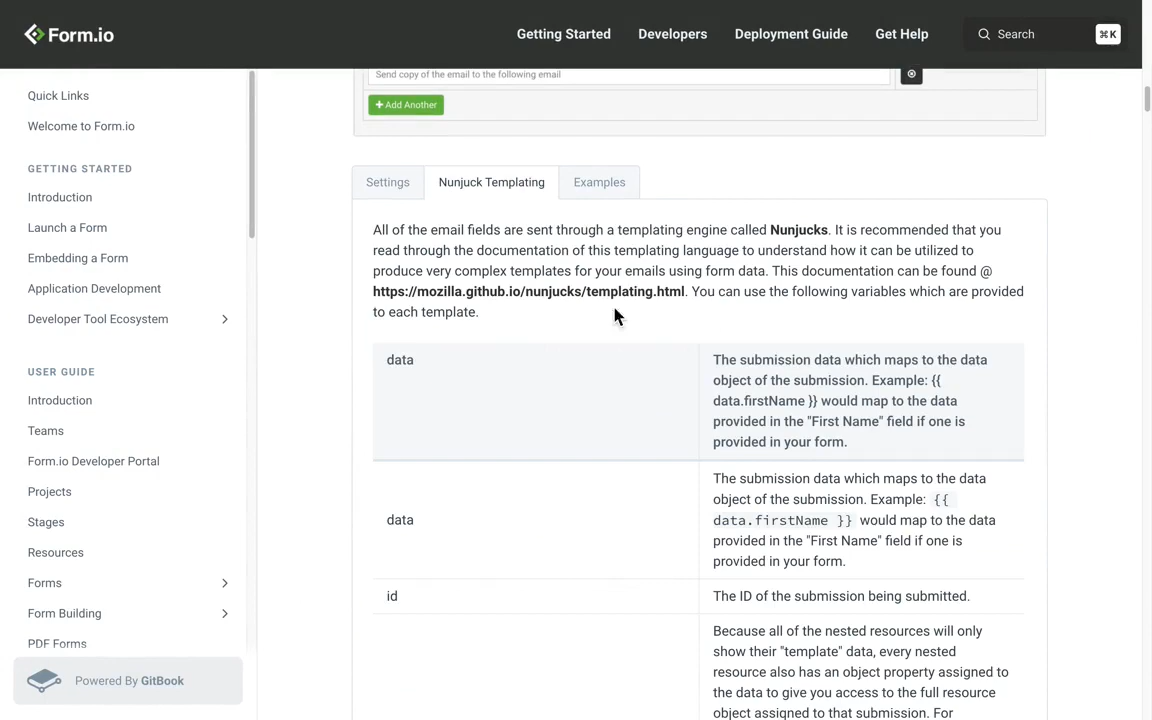 Form.io
Getting Started
Developers
Deployment Guide
Get Help
Search
⌘K
Quick Links
Welcome to Form.io
GETTING STARTED
Introduction
Launch a Form
Embedding a Form
Application Development
Developer Tool Ecosystem
USER GUIDE
Introduction
Teams
Form.io Developer Portal
Projects
Stages
Resources
Forms
Form Building
PDF Forms
Powered By GitBook
Send copy of the email to the following email
+ Add Another
Settings
Nunjuck Templating
Examples
All of the email fields are sent through a templating engine called Nunjucks. It is recommended that you
read through the documentation of this templating language to understand how it can be utilized to
produce very complex templates for your emails using form data. This documentation can be found @
https://mozilla.github.io/nunjucks/templating.html. You can use the following variables which are provided
to each template.
data
The submission data which maps to the data
object of the submission. Example: {{
data.firstName }} would map to the data
provided in the "First Name" field if one is
provided in your form.
data
The submission data which maps to the data
object of the submission. Example: {{
data.firstName }} would map to the data
provided in the "First Name" field if one is
provided in your form.
id
The ID of the submission being submitted.
Because all of the nested resources will only
show their "template" data, every nested
resource also has an object property assigned to
the data to give you access to the full resource
object assigned to that submission. For